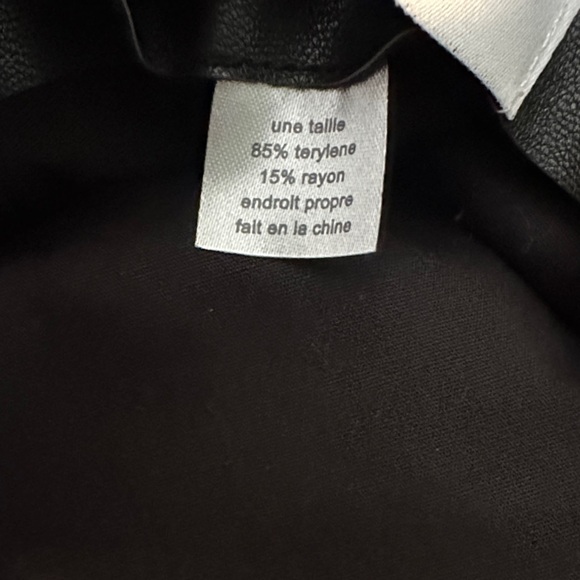 une taille
85% terylene
15% rayon
endroit propre
fait en la chine